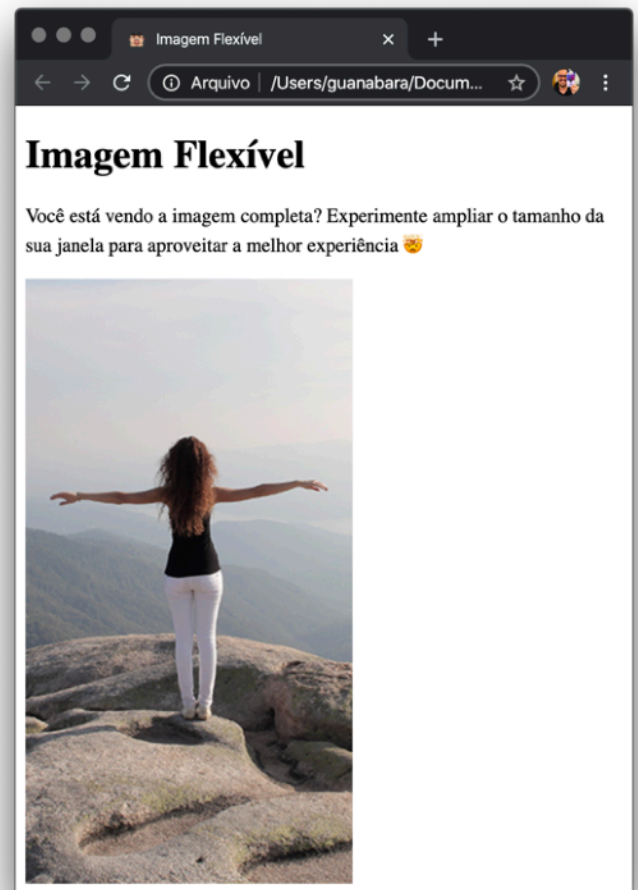 Imagem Flexível
Arquivo | /Users/guanabara/Docum...
Imagem Flexível
Você está vendo a imagem completa? Experimente ampliar o tamanho da
sua janela para aproveitar a melhor experiência 🤯